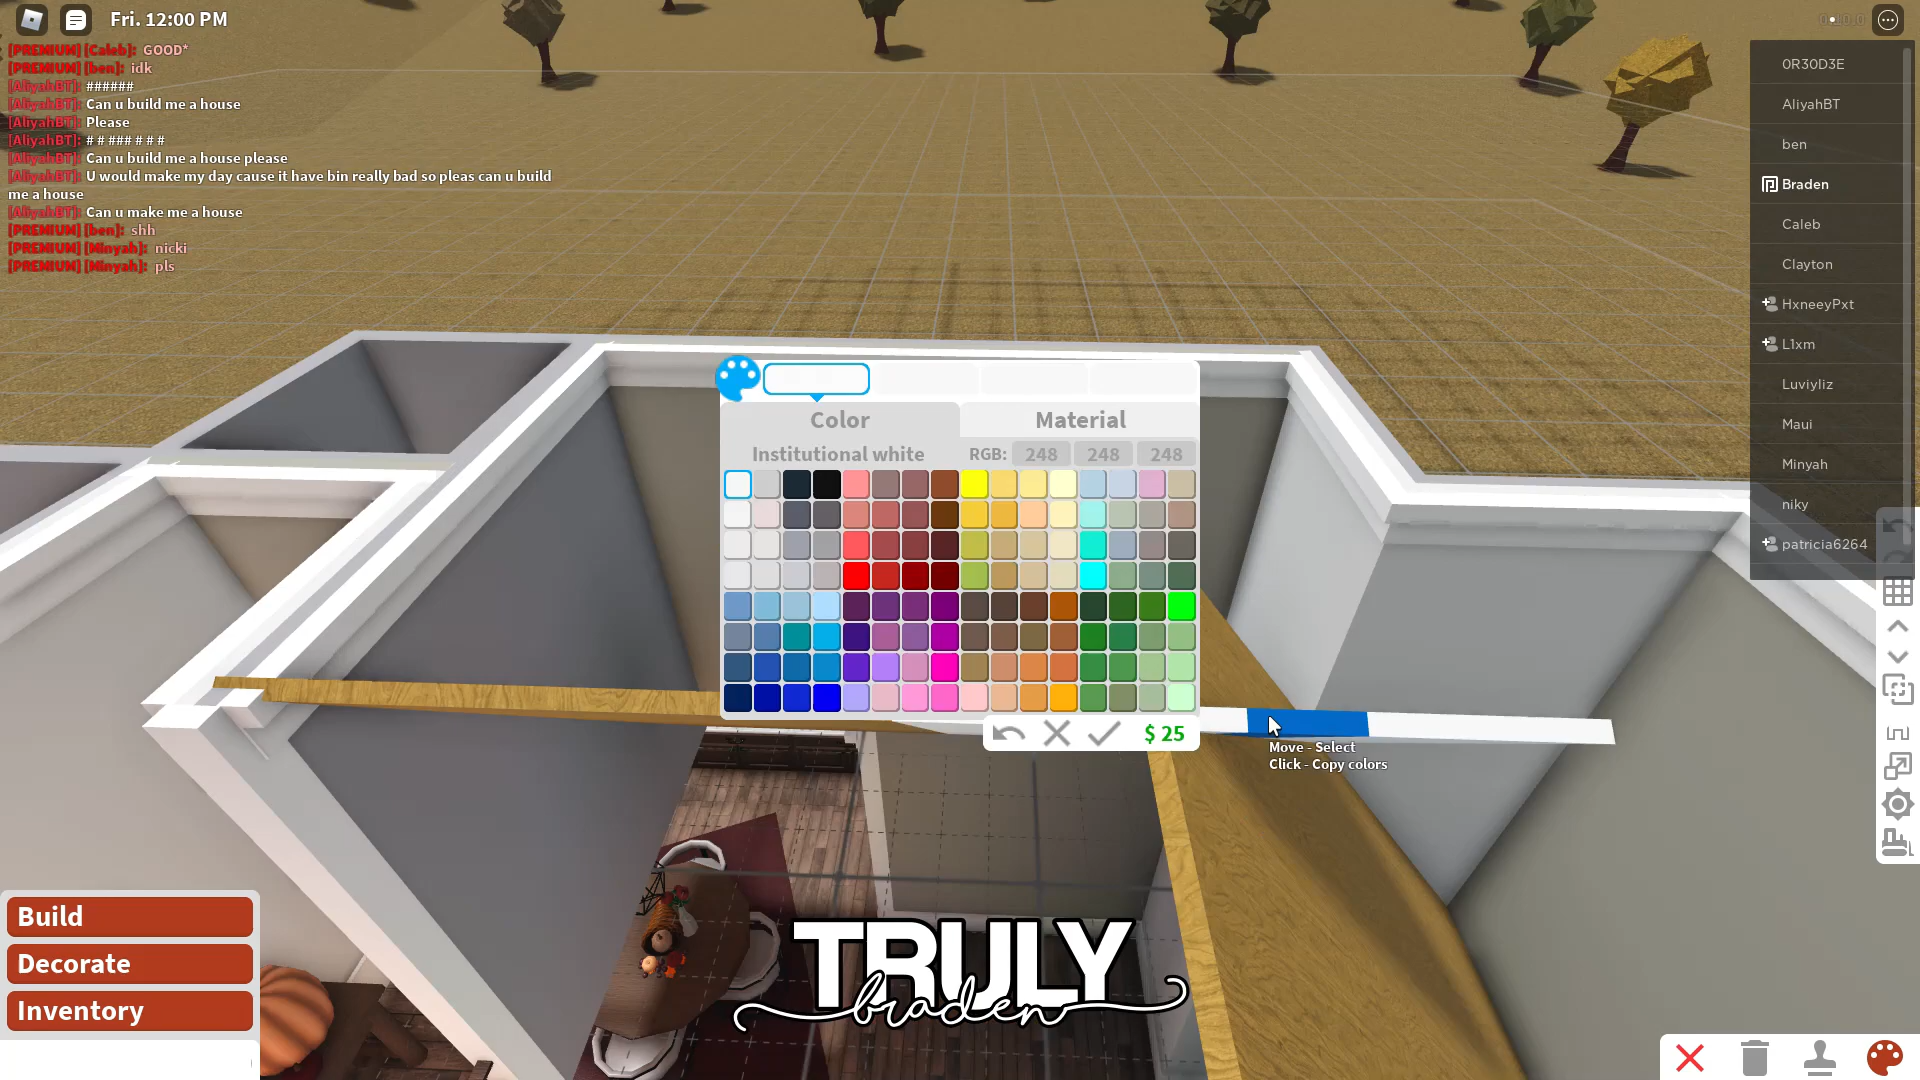 Fri. 12:00 PM
[PREMIUM] [Caleb]: GOOD*
[PREMIUM] [ben]: idk
[AliyahBT]: ######
[AliyahBT]: Can u build me a house
[AliyahBT]: Please
[AliyahBT]: # # ### # # #
[AliyahBT]: Can u build me a house please
[AliyahBT]: U would make my day cause it have bin really bad so pleas can u build
me a house
[AliyahBT]: Can u make me a house
[PREMIUM] [ben]: shh
[PREMIUM] [Minyah]: nicki
[PREMIUM] [Minyah]: pls
0R30D3E
AliyahBT
ben
Braden
Caleb
Clayton
HxneeyPxt
L1xm
Luviyliz
Maui
Minyah
niky
patricia6264
Color
Material
Institutional white
RGB: 248 248 248
$ 25
Move - Select
Click - Copy colors
Build
Decorate
Inventory
TRULY
braden